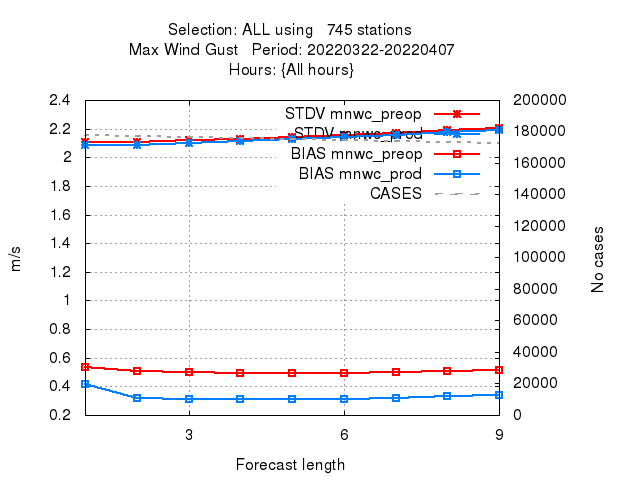 Selection: ALL using   745 stations
Max Wind Gust   Period: 20220322-20220407
Hours: {All hours}
STDV mnwc_preop
STDV mnwc_prod
BIAS mnwc_preop
BIAS mnwc_prod
CASES
2.4
2.2
2
1.8
1.6
1.4
1.2
1
0.8
0.6
0.4
0.2
m/s
200000
180000
160000
140000
120000
100000
80000
60000
40000
20000
0
No cases
3
6
9
Forecast length